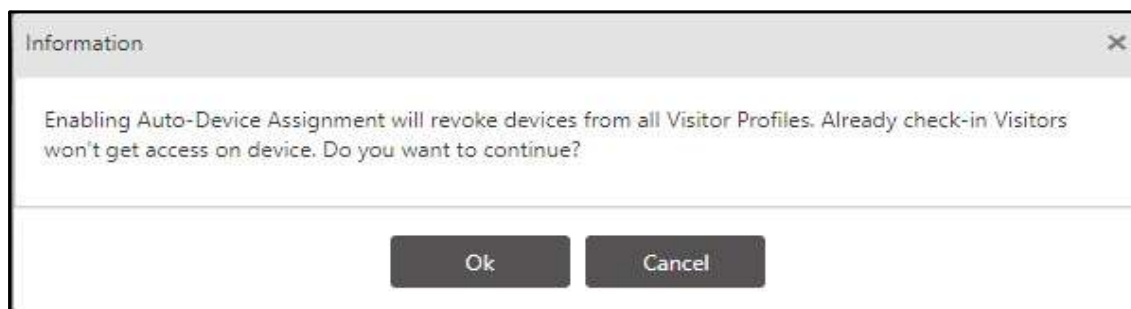 Information
Enabling Auto-Device Assignment will revoke devices from all Visitor Profiles. Already check-in Visitors
won't get access on device. Do you want to continue?
Ok
Cancel